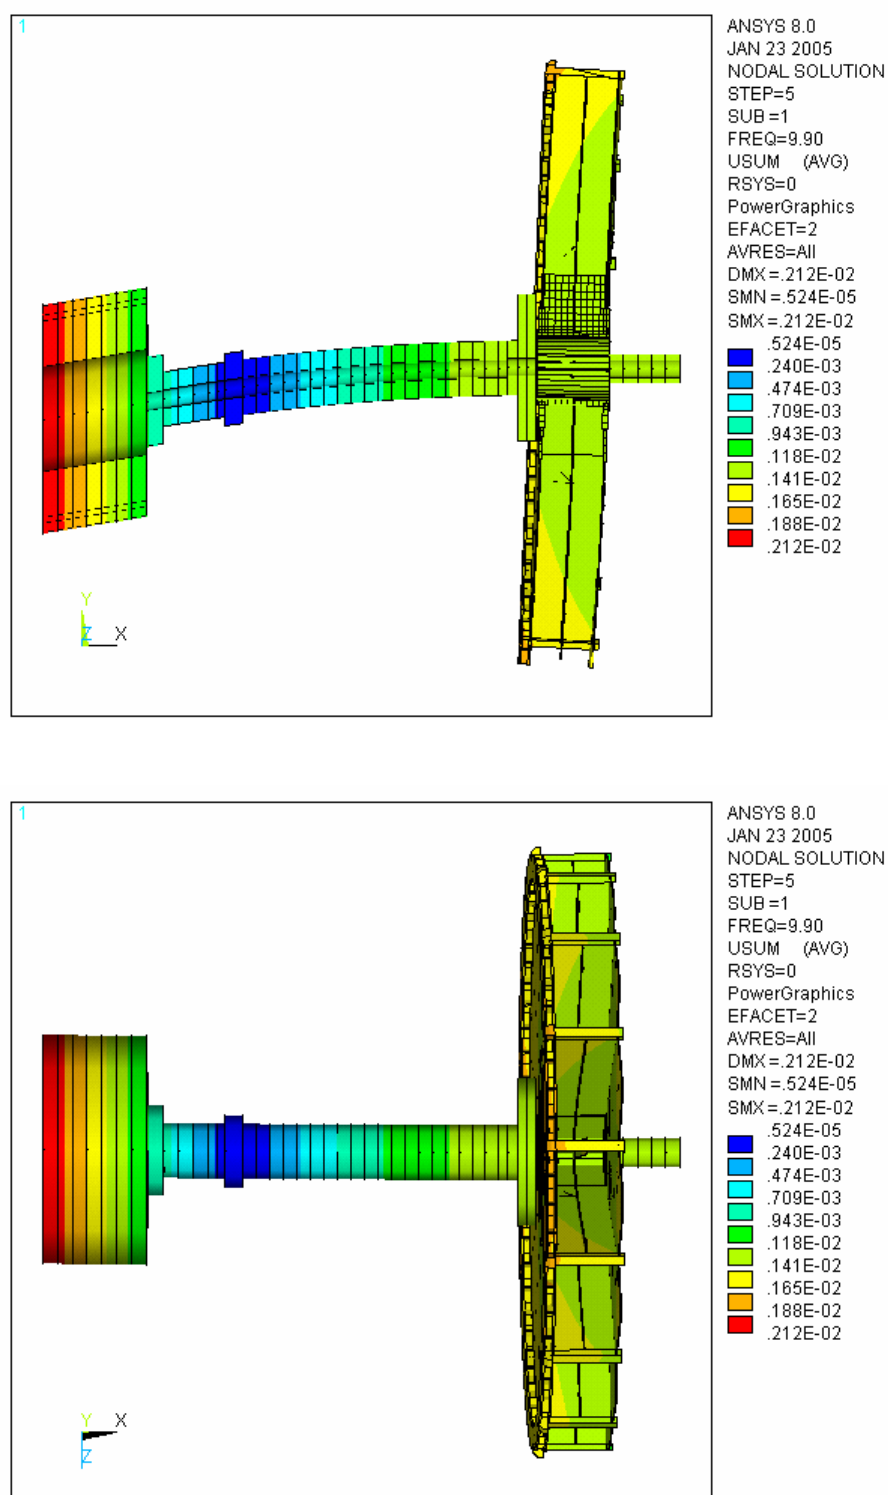 1
ANSYS 8.0
JAN 23 2005
NODAL SOLUTION
STEP=5
SUB =1
FREQ=9.90
USUM (AVG)
RSYS=0
PowerGraphics
EFACET=2
AVRES=All
DMX =.212E-02
SMN =.524E-05
SMX =.212E-02
.524E-05
.240E-03
.474E-03
.709E-03
.943E-03
.118E-02
.141E-02
.165E-02
.188E-02
.212E-02
Y
Z X
1
ANSYS 8.0
JAN 23 2005
NODAL SOLUTION
STEP=5
SUB =1
FREQ=9.90
USUM (AVG)
RSYS=0
PowerGraphics
EFACET=2
AVRES=All
DMX =.212E-02
SMN =.524E-05
SMX =.212E-02
.524E-05
.240E-03
.474E-03
.709E-03
.943E-03
.118E-02
.141E-02
.165E-02
.188E-02
.212E-02
Y X
Z